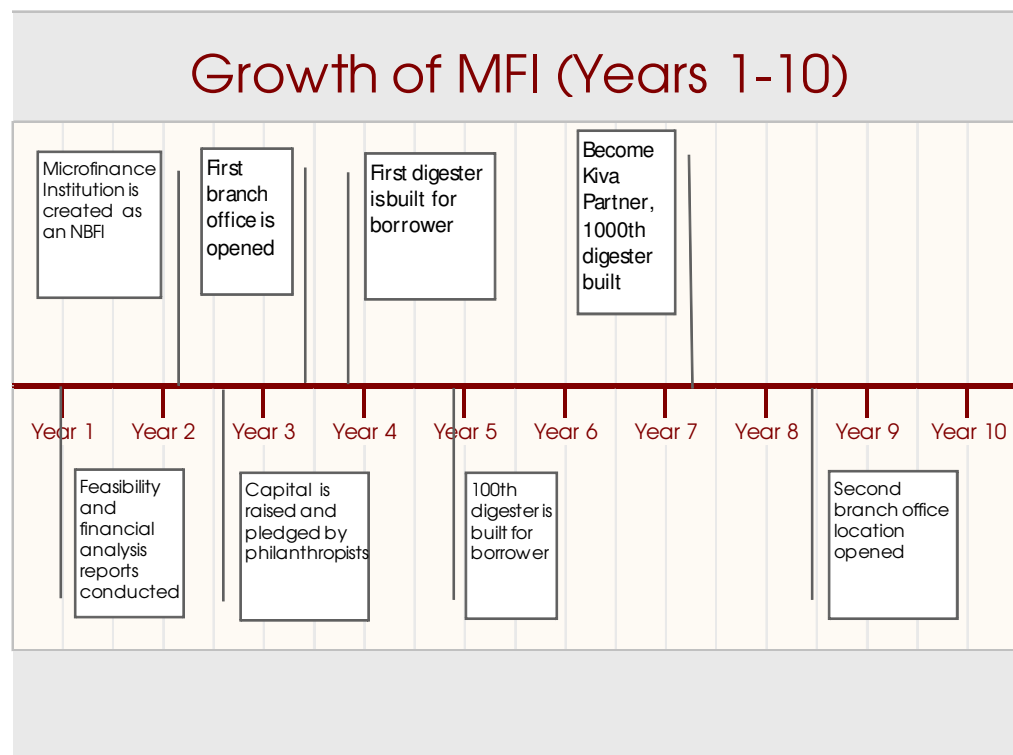 Growth of MFI (Years 1-10)
Microfinance
Institution is
created as
an NBFI
First
branch
office is
opened
First digester
isbuilt for
borrower
Become
Kiva
Partner,
1000th
digester
built
Year 1 Year 2 Year 3 Year 4 Year 5 Year 6 Year 7 Year 8 Year 9 Year 10
Feasibility
and
financial
analysis
reports
conducted
Capital is
raised and
pledged by
philanthropists
100th
digester is
built for
borrower
Second
branch office
location
opened